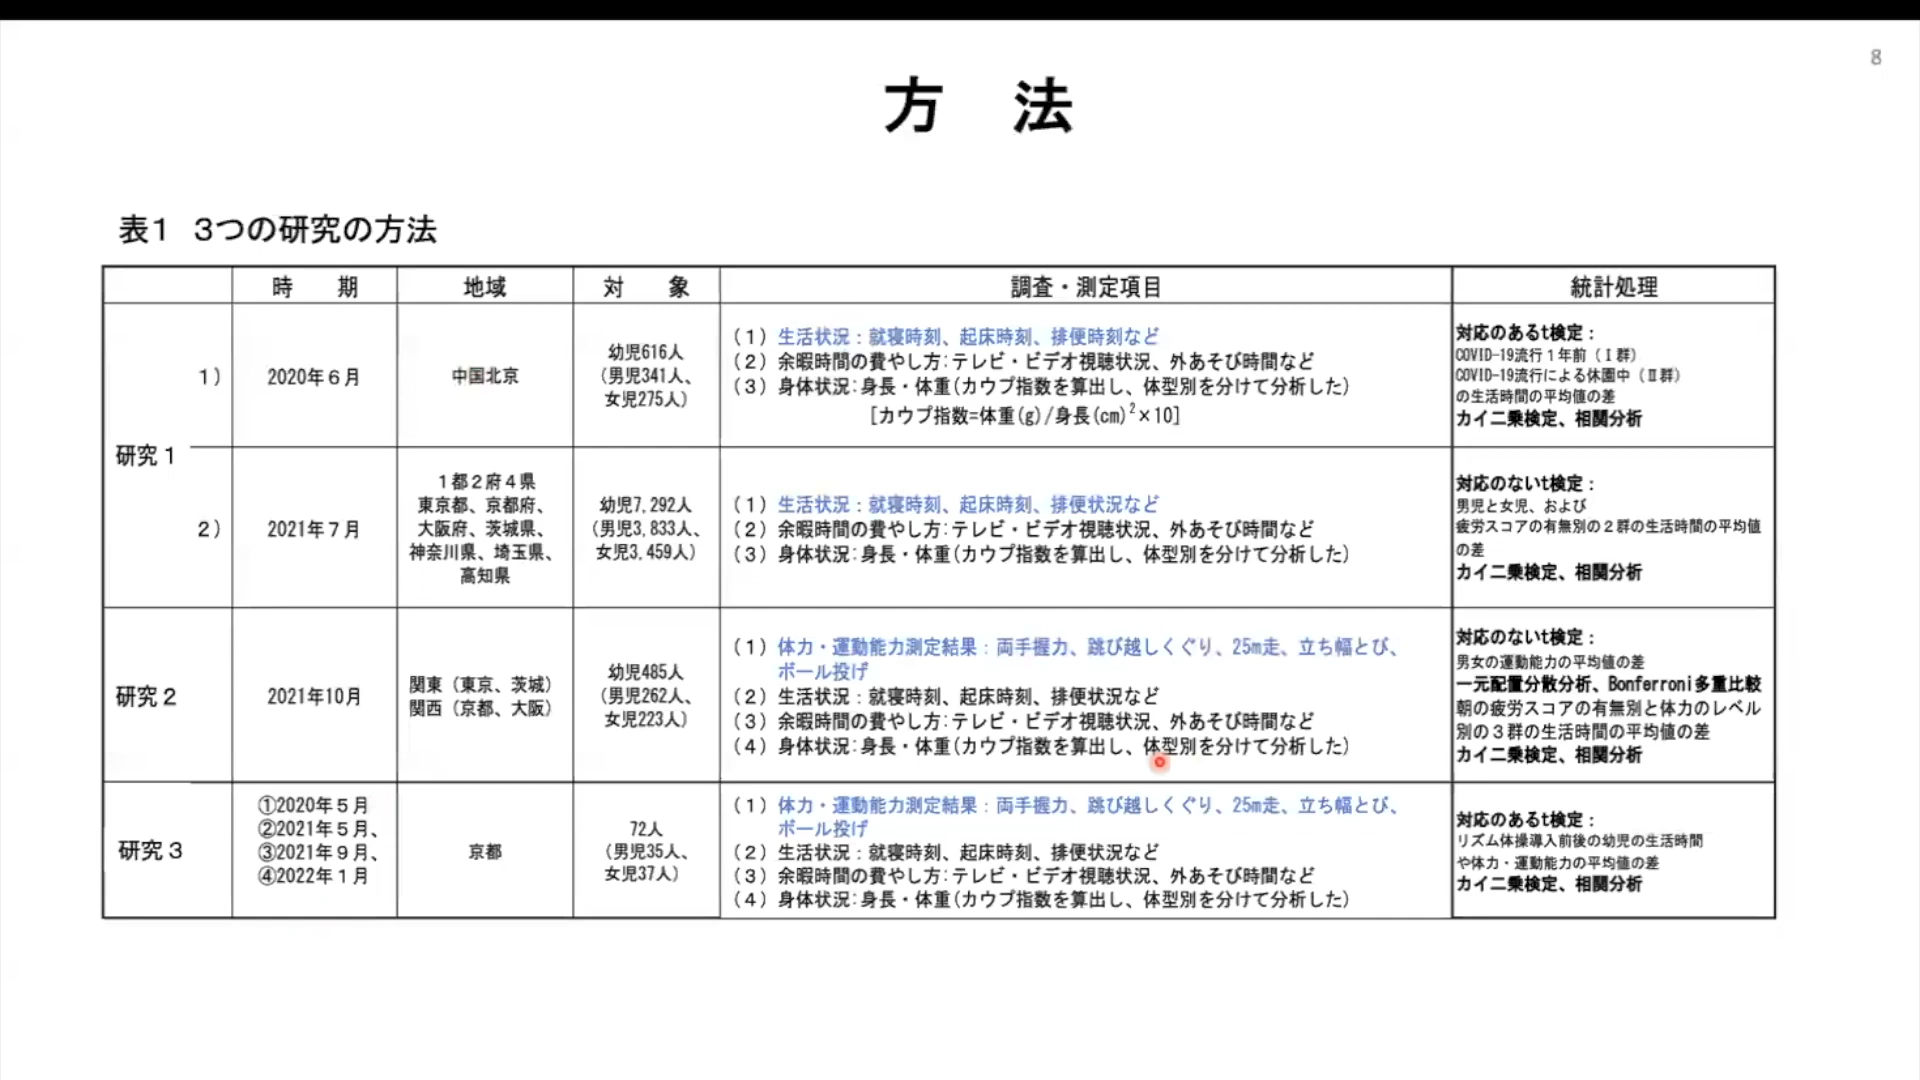 8
方　法
表１　３つの研究の方法
時　　期
地域
対　　象
調査・測定項目
統計処理
研究１
１）
2020年６月
中国北京
幼児616人
（男児341人、
女児275人）
（１）生活状況：就寝時刻、起床時刻、排便時刻など
（２）余暇時間の費やし方：テレビ・ビデオ視聴状況、外あそび時間など
（３）身体状況：身長・体重（カウプ指数を算出し、体型別を分けて分析した）
［カウプ指数=体重(g)/身長(cm)²×10］
対応のあるt検定：
COVID-19流行１年前（Ⅰ群）
COVID-19流行による休園中（Ⅱ群）
の生活時間の平均値の差
カイ二乗検定、相関分析
２）
2021年７月
１都２府４県
東京都、京都府、
大阪府、茨城県、
神奈川県、埼玉県、
高知県
幼児7,292人
（男児3,833人、
女児3,459人）
（１）生活状況：就寝時刻、起床時刻、排便状況など
（２）余暇時間の費やし方：テレビ・ビデオ視聴状況、外あそび時間など
（３）身体状況：身長・体重（カウプ指数を算出し、体型別を分けて分析した）
対応のないt検定：
男児と女児、および
疲労スコアの有無別の２群の生活時間の平均値
の差
カイ二乗検定、相関分析
研究２
2021年10月
関東（東京、茨城）
関西（京都、大阪）
幼児485人
（男児262人、
女児223人）
（１）体力・運動能力測定結果：両手握力、跳び越しくぐり、25m走、立ち幅とび、
ボール投げ
（２）生活状況：就寝時刻、起床時刻、排便状況など
（３）余暇時間の費やし方：テレビ・ビデオ視聴状況、外あそび時間など
（４）身体状況：身長・体重（カウプ指数を算出し、体型別を分けて分析した）
対応のないt検定：
男女の運動能力の平均値の差
一元配置分散分析、Bonferroni多重比較
朝の疲労スコアの有無別と体力のレベル
別の３群の生活時間の平均値の差
カイ二乗検定、相関分析
研究３
①2020年５月
②2021年５月、
③2021年９月、
④2022年１月
京都
72人
（男児35人、
女児37人）
（１）体力・運動能力測定結果：両手握力、跳び越しくぐり、25m走、立ち幅とび、
ボール投げ
（２）生活状況：就寝時刻、起床時刻、排便状況など
（３）余暇時間の費やし方：テレビ・ビデオ視聴状況、外あそび時間など
（４）身体状況：身長・体重（カウプ指数を算出し、体型別を分けて分析した）
対応のあるt検定：
リズム体操導入前後の幼児の生活時間
や体力・運動能力の平均値の差
カイ二乗検定、相関分析